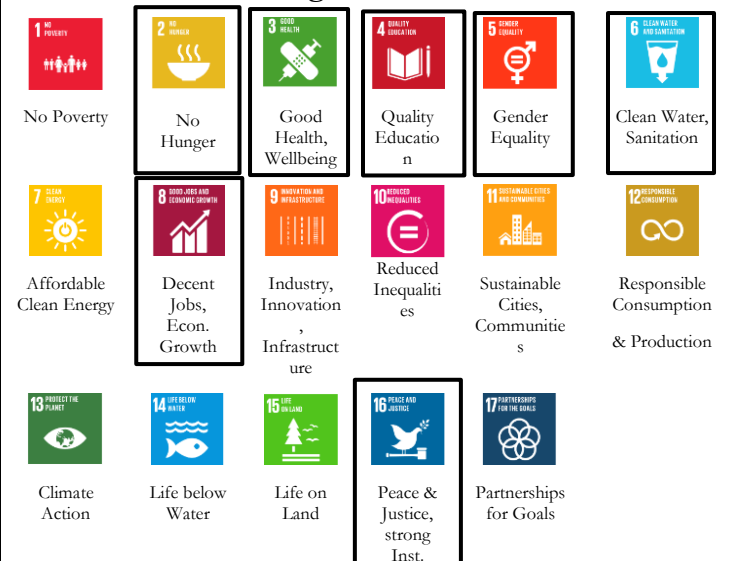 1 NO POVERTY
No Poverty
2 NO HUNGER
No
Hunger
3 GOOD HEALTH
Good
Health,
Wellbeing
4 QUALITY EDUCATION
Quality
Educatio
n
5 GENDER EQUALITY
Gender
Equality
6 CLEAN WATER AND SANITATION
Clean Water,
Sanitation
7 CLEAN ENERGY
Affordable
Clean Energy
8 GOOD JOBS AND ECONOMIC GROWTH
Decent
Jobs,
Econ.
Growth
9 INNOVATION AND INFRASTRUCTURE
Industry,
Innovation
,
Infrastruct
ure
10 REDUCED INEQUALITIES
Reduced
Inequaliti
es
11 SUSTAINABLE CITIES AND COMMUNITIES
Sustainable
Cities,
Communitie
s
12 RESPONSIBLE CONSUMPTION
Responsible
Consumption
& Production
13 PROTECT THE PLANET
Climate
Action
14 LIFE BELOW WATER
Life below
Water
15 LIFE ON LAND
Life on
Land
16 PEACE AND JUSTICE
Peace &
Justice,
strong
Inst.
17 PARTNERSHIPS FOR THE GOALS
Partnerships
for Goals